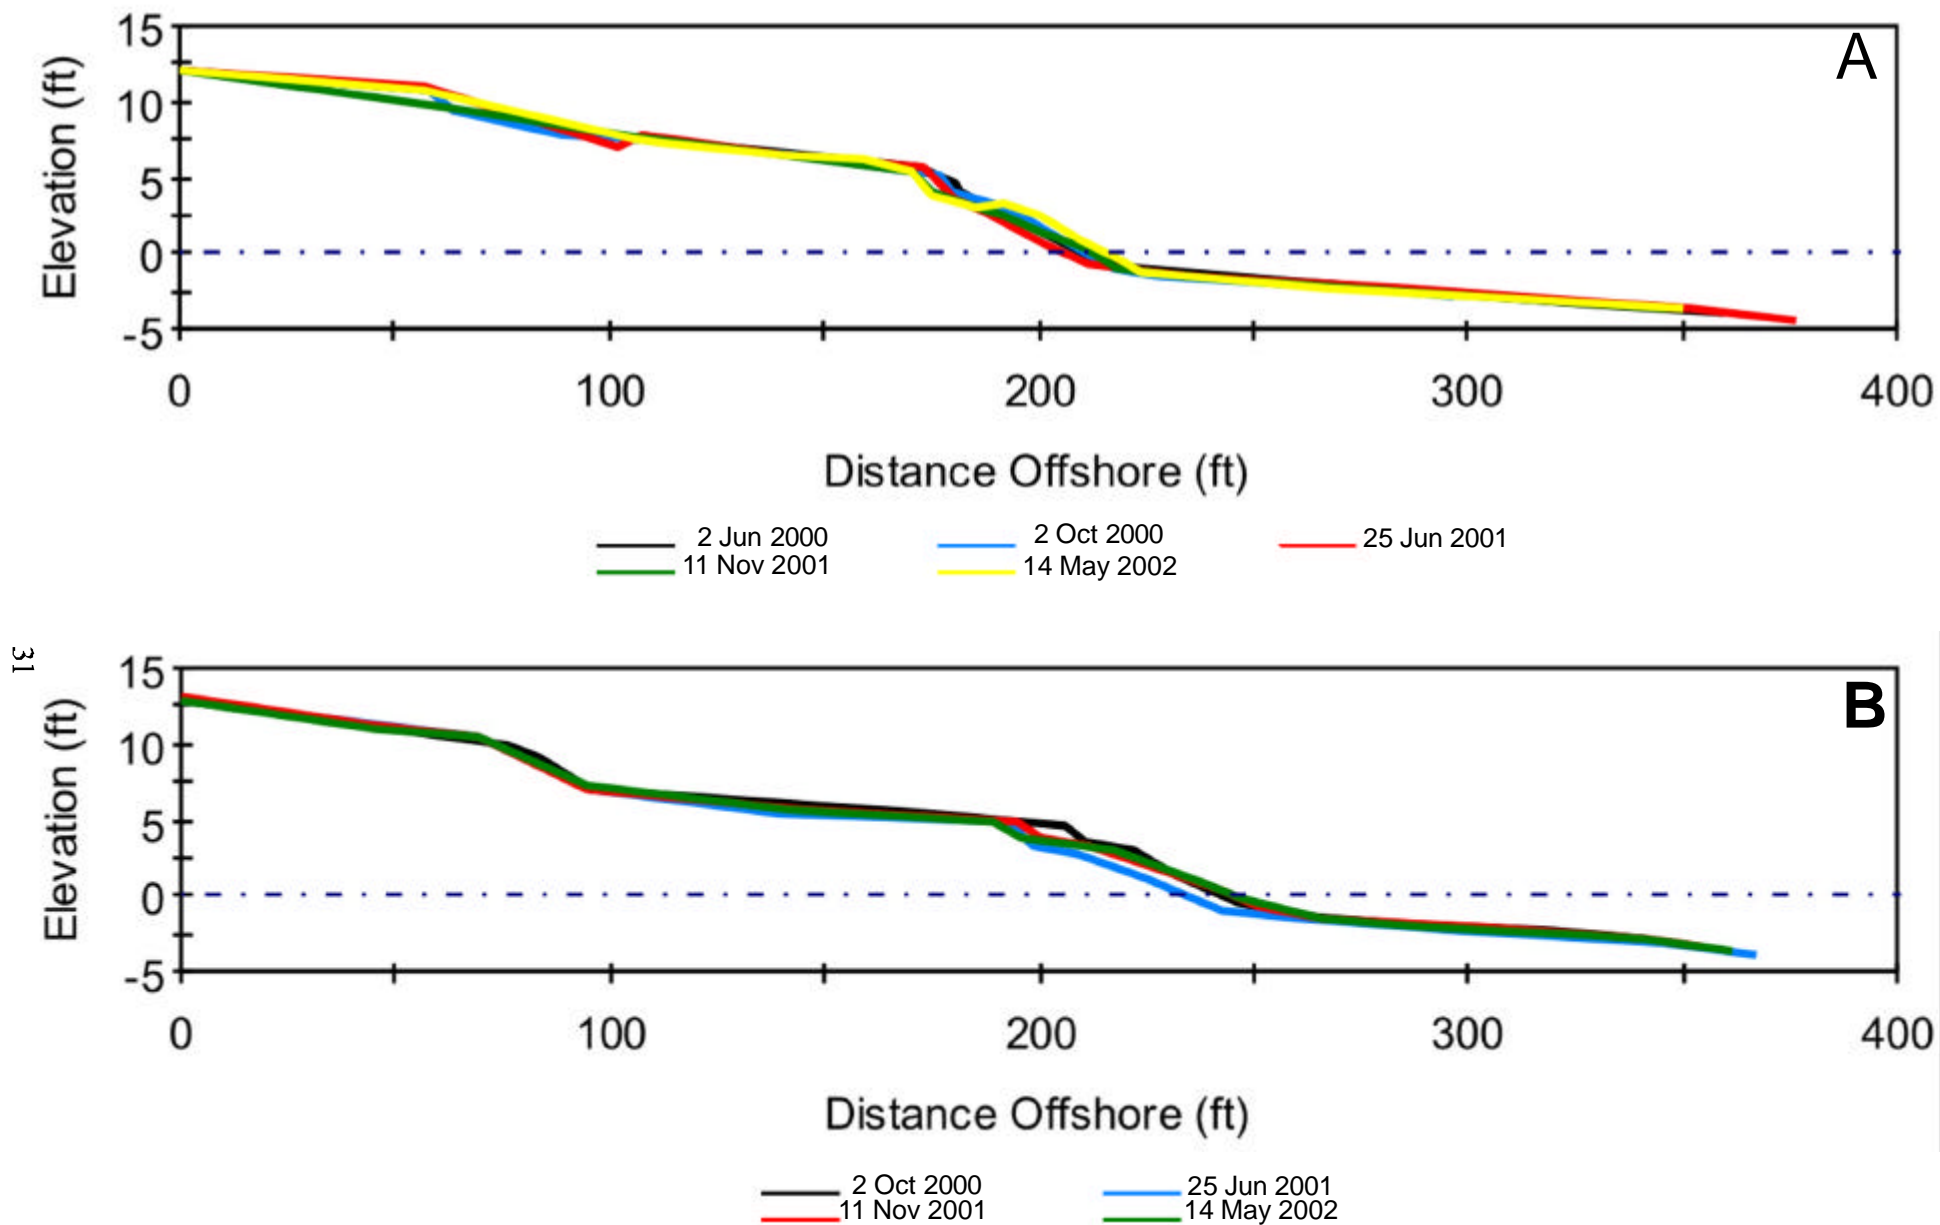 15
A
10
5
0
-5
Elevation (ft)
0 100 200 300 400
Distance Offshore (ft)
2 Jun 2000 2 Oct 2000 25 Jun 2001
11 Nov 2001 14 May 2002
31
15
B
10
5
0
-5
Elevation (ft)
0 100 200 300 400
Distance Offshore (ft)
2 Oct 2000 25 Jun 2001
11 Nov 2001 14 May 2002